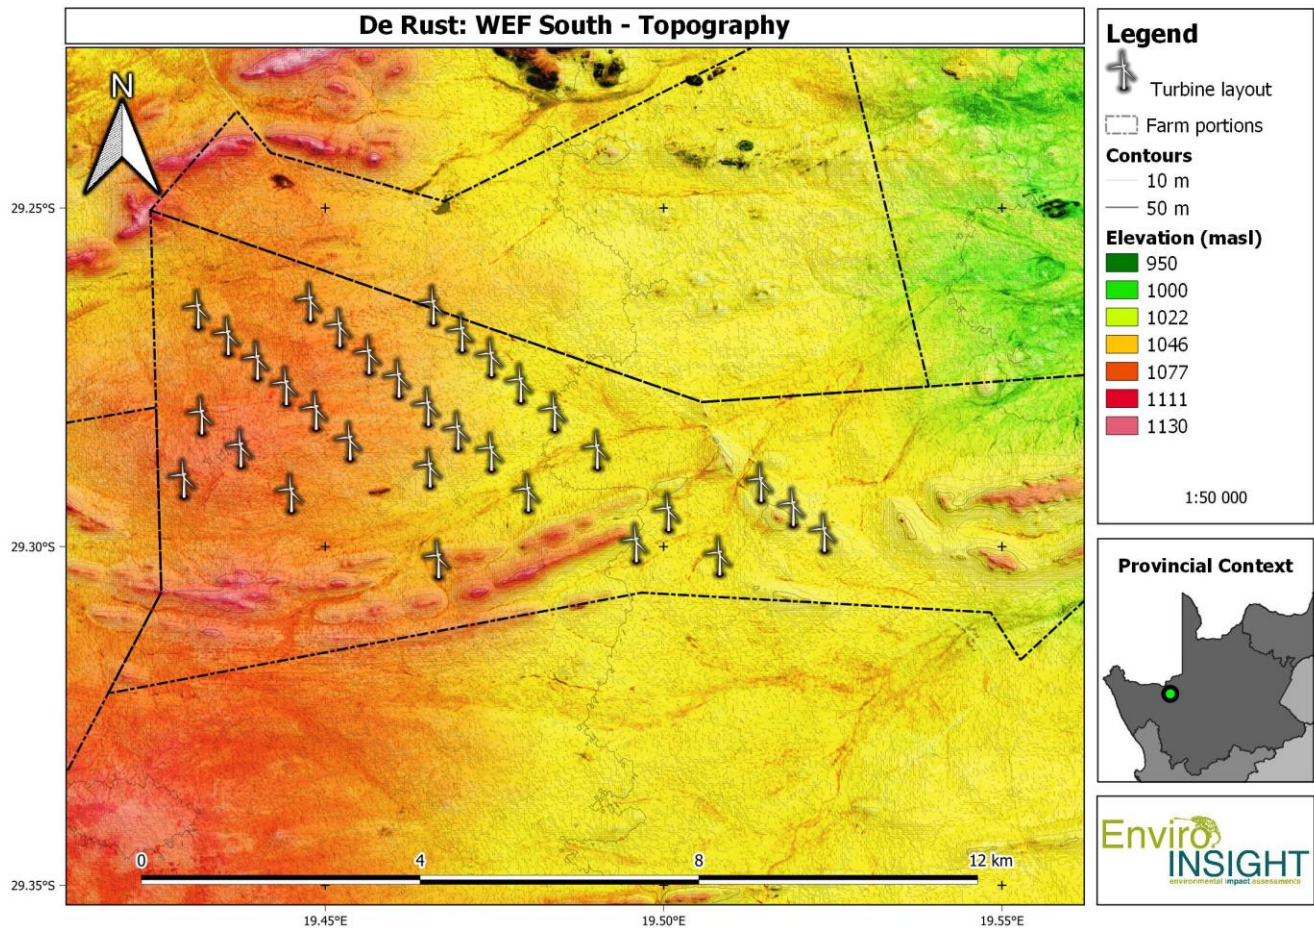 De Rust: WEF South - Topography
N
29.25°S
29.30°S
29.35°S
19.45°E
19.50°E
19.55°E
0
4
8
12 km
Legend
Turbine layout
Farm portions
Contours
10 m
50 m
Elevation (masl)
950
1000
1022
1046
1077
1111
1130
1:50 000
Provincial Context
Enviro
INSIGHT
environmental impact assessments